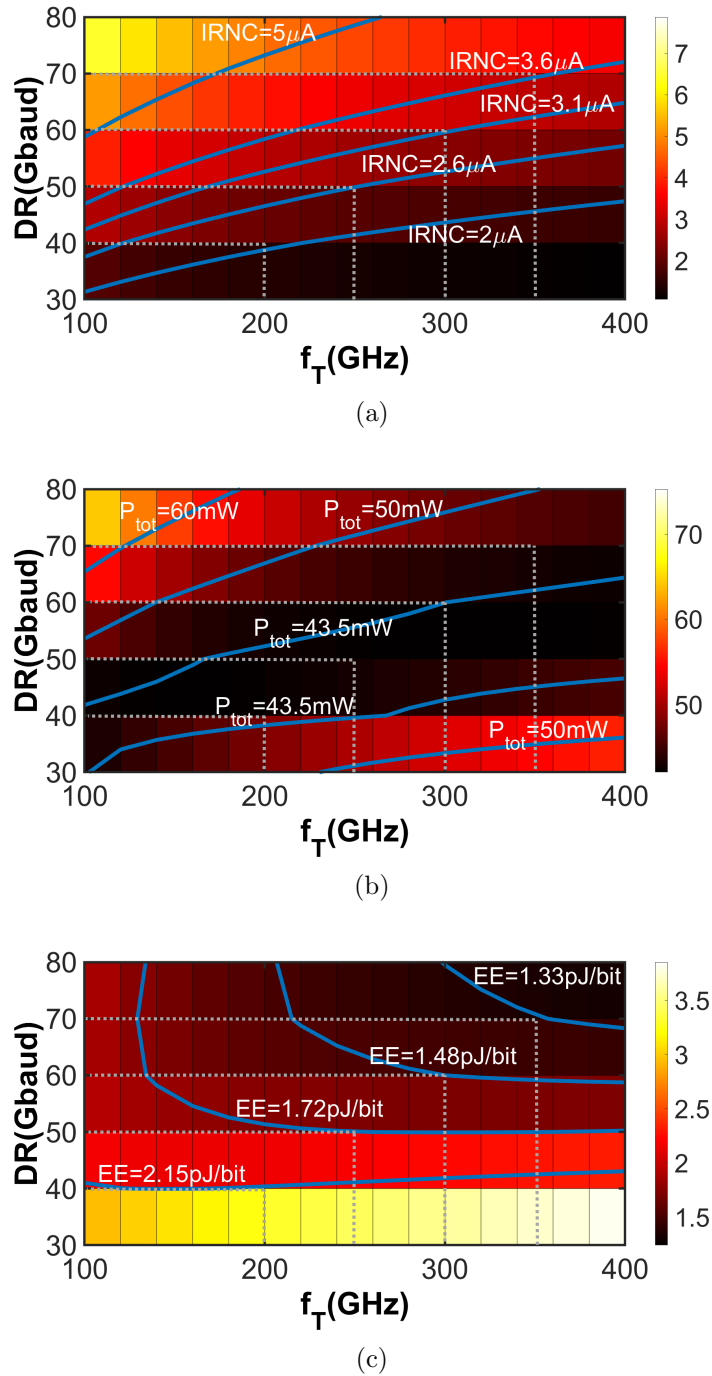 80
IRNC=5μA
7
70
IRNC=3.6μA
6
DR(Gbaud)
60
IRNC=3.1μA
5
50
IRNC=2.6μA
4
3
40
IRNC=2μA
2
30
100
200
300
400
f_T(GHz)
(a)
80
P_tot=60mW
P_tot=50mW
70
70
DR(Gbaud)
60
P_tot=43.5mW
60
50
P_tot=43.5mW
50
40
P_tot=50mW
30
100
200
300
400
f_T(GHz)
(b)
80
EE=1.33pJ/bit
3.5
70
EE=1.48pJ/bit
3
DR(Gbaud)
60
EE=1.72pJ/bit
2.5
50
2
EE=2.15pJ/bit
40
1.5
30
100
200
300
400
f_T(GHz)
(c)